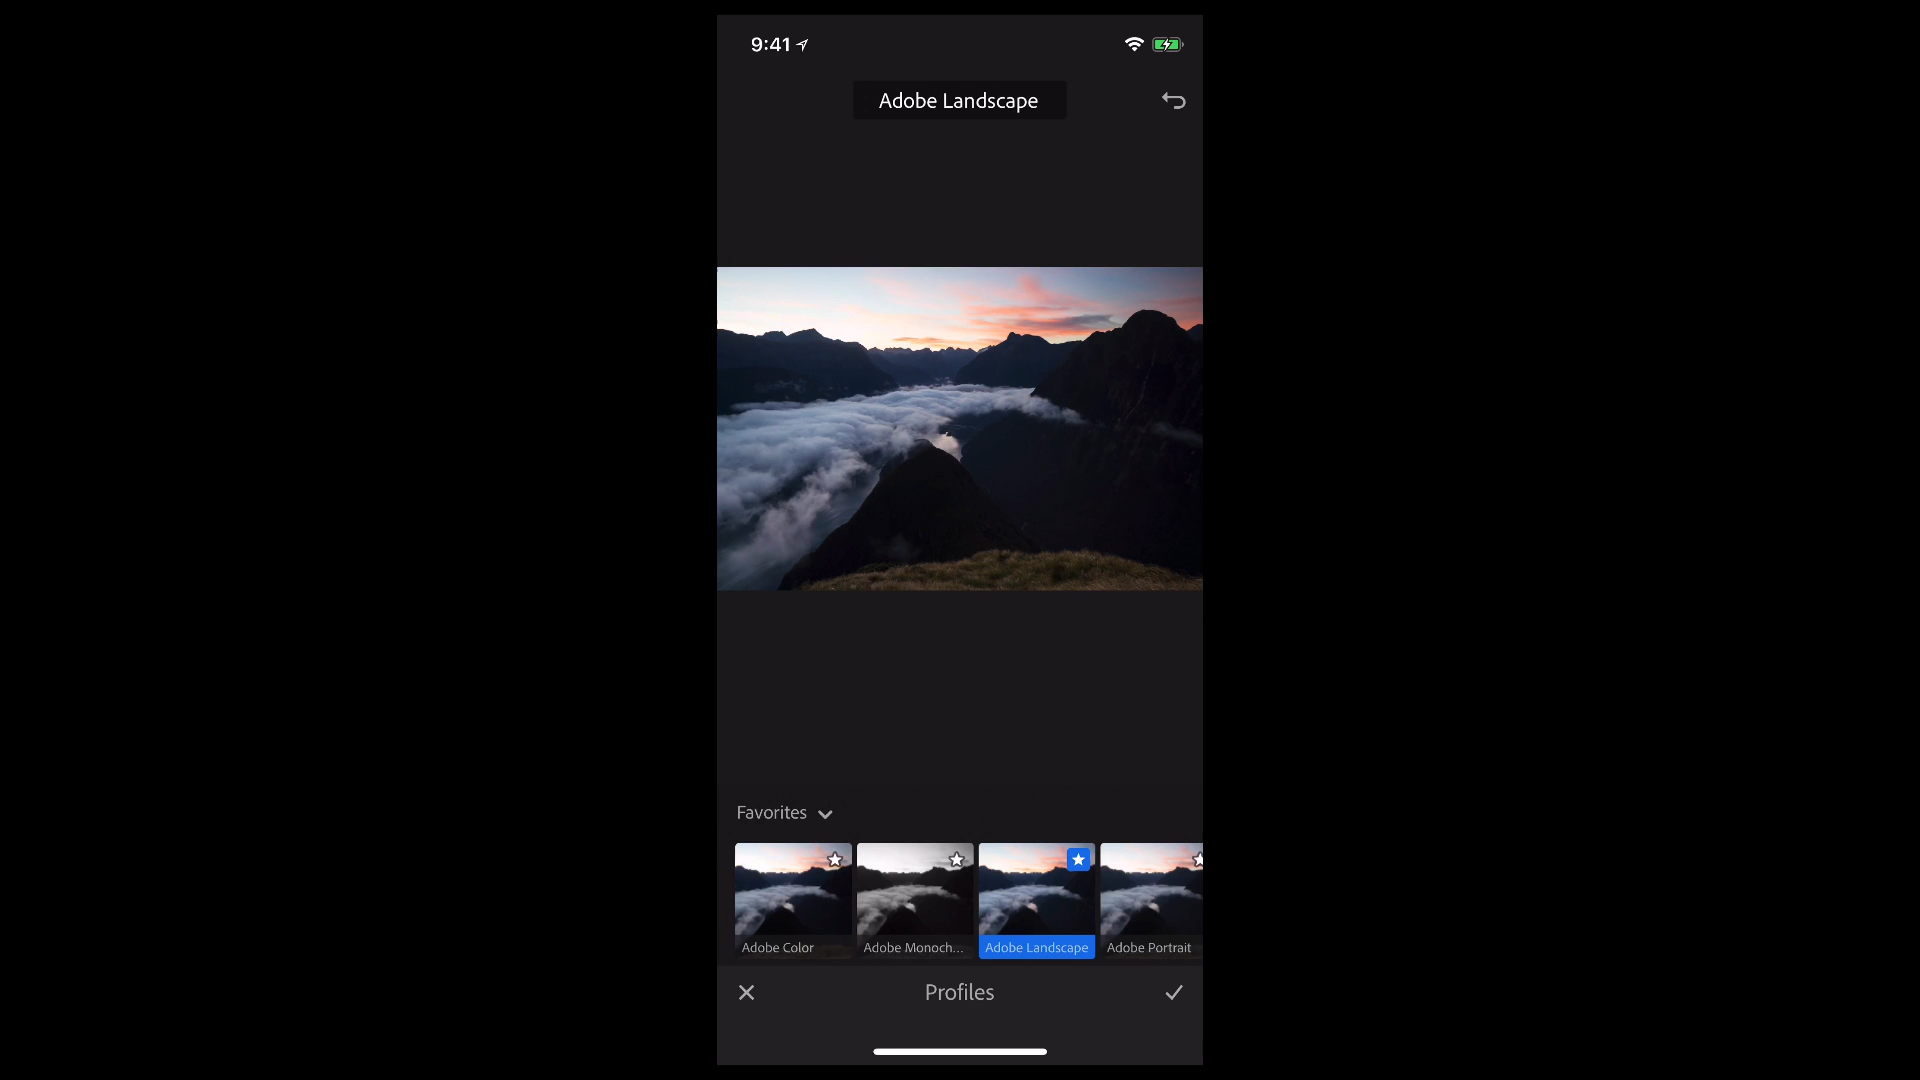 9:41
Adobe Landscape
Favorites
Adobe Color
Adobe Monoch...
Adobe Landscape
Adobe Portrait
Profiles